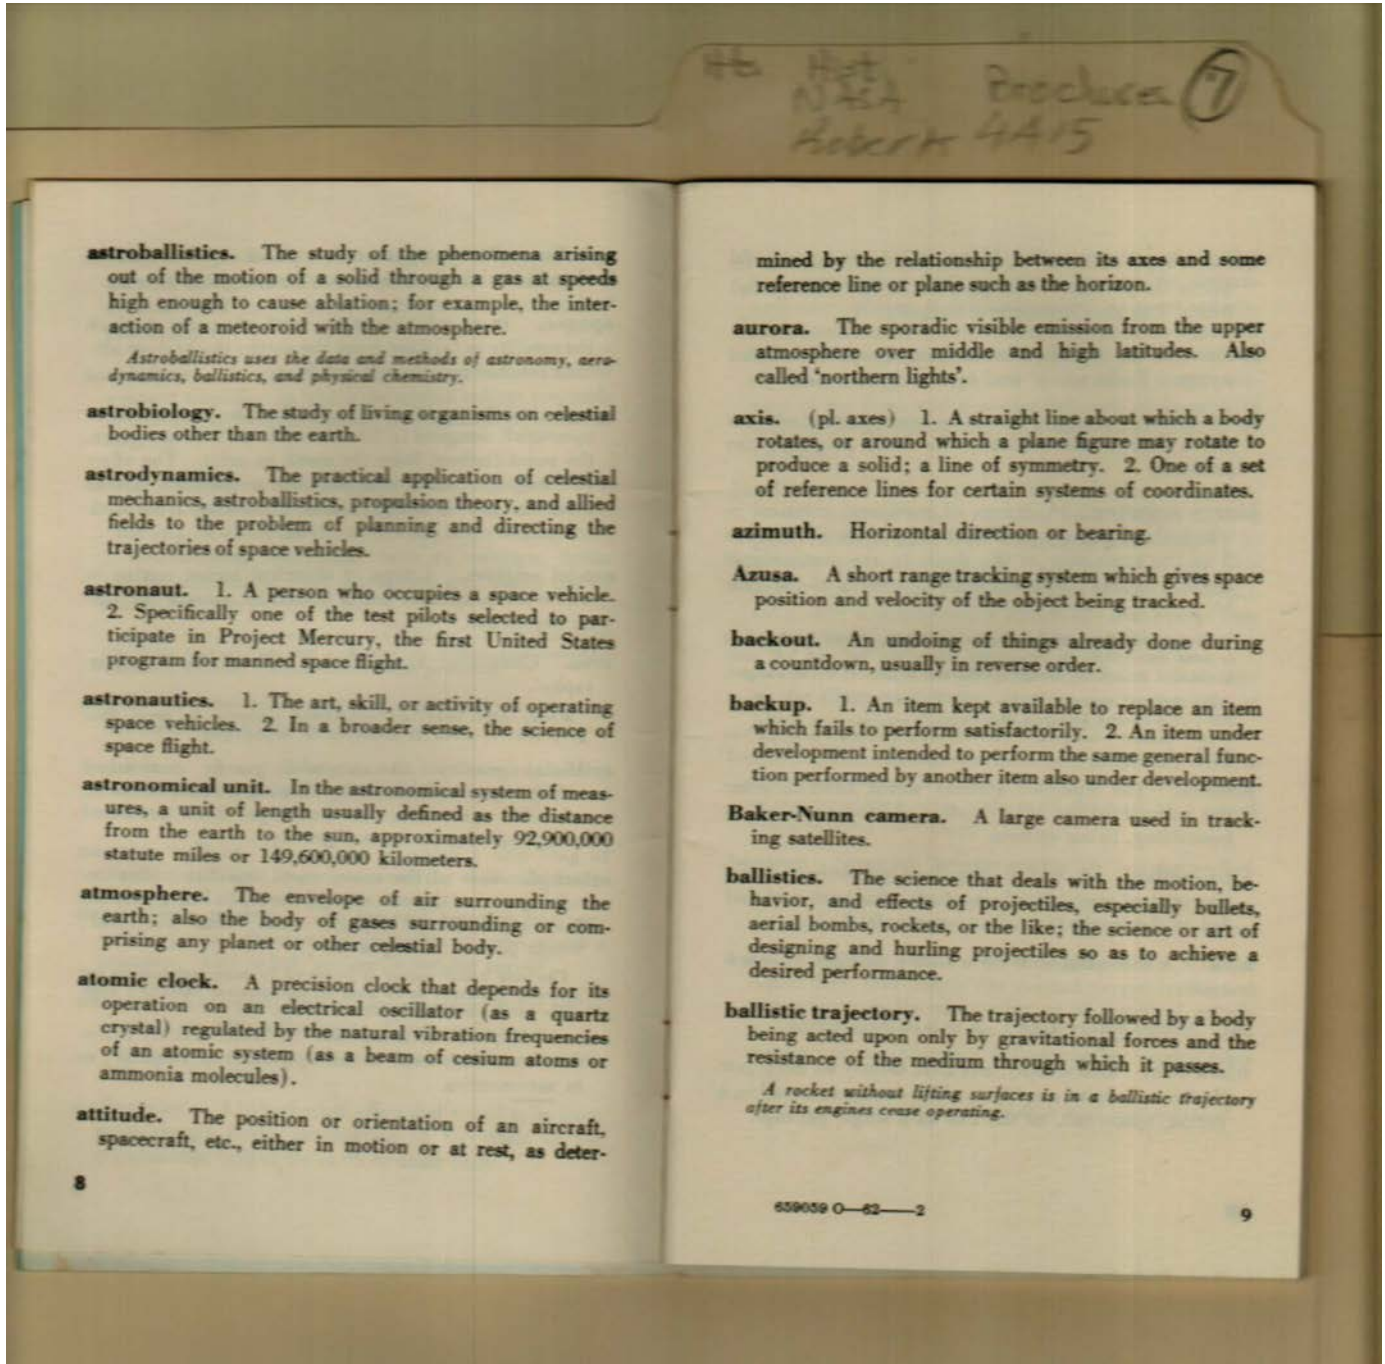 Hist
NASA
Brochures 7
Robert 4A15
astroballistics. The study of the phenomena arising
out of the motion of a solid through a gas at speeds
high enough to cause ablation; for example, the inter-
action of a meteoroid with the atmosphere.
Astroballistics uses the data and methods of astronomy, aero-
dynamics, ballistics, and physical chemistry.
astrobiology. The study of living organisms on celestial
bodies other than the earth.
astrodynamics. The practical application of celestial
mechanics, astroballistics, propulsion theory, and allied
fields to the problem of planning and directing the
trajectories of space vehicles.
astronaut. 1. A person who occupies a space vehicle.
2. Specifically one of the test pilots selected to par-
ticipate in Project Mercury, the first United States
program for manned space flight.
astronautics. 1. The art, skill, or activity of operating
space vehicles. 2. In a broader sense, the science of
space flight.
astronomical unit. In the astronomical system of meas-
ures, a unit of length usually defined as the distance
from the earth to the sun, approximately 92,900,000
statute miles or 149,600,000 kilometers.
atmosphere. The envelope of air surrounding the
earth; also the body of gases surrounding or com-
prising any planet or other celestial body.
atomic clock. A precision clock that depends for its
operation on an electrical oscillator (as a quartz
crystal) regulated by the natural vibration frequencies
of an atomic system (as a beam of cesium atoms or
ammonia molecules).
attitude. The position or orientation of an aircraft,
spacecraft, etc., either in motion or at rest, as deter-
8
mined by the relationship between its axes and some
reference line or plane such as the horizon.
aurora. The sporadic visible emission from the upper
atmosphere over middle and high latitudes. Also
called 'northern lights'.
axis. (pl. axes) 1. A straight line about which a body
rotates, or around which a plane figure may rotate to
produce a solid; a line of symmetry. 2. One of a set
of reference lines for certain systems of coordinates.
azimuth. Horizontal direction or bearing.
Azusa. A short range tracking system which gives space
position and velocity of the object being tracked.
backout. An undoing of things already done during
a countdown, usually in reverse order.
backup. 1. An item kept available to replace an item
which fails to perform satisfactorily. 2. An item under
development intended to perform the same general func-
tion performed by another item also under development.
Baker-Nunn camera. A large camera used in track-
ing satellites.
ballistics. The science that deals with the motion, be-
havior, and effects of projectiles, especially bullets,
aerial bombs, rockets, or the like; the science or art of
designing and hurling projectiles so as to achieve a
desired performance.
ballistic trajectory. The trajectory followed by a body
being acted upon only by gravitational forces and the
resistance of the medium through which it passes.
A rocket without lifting surfaces is in a ballistic trajectory
after its engines cease operating.
659059 O—62——2
9